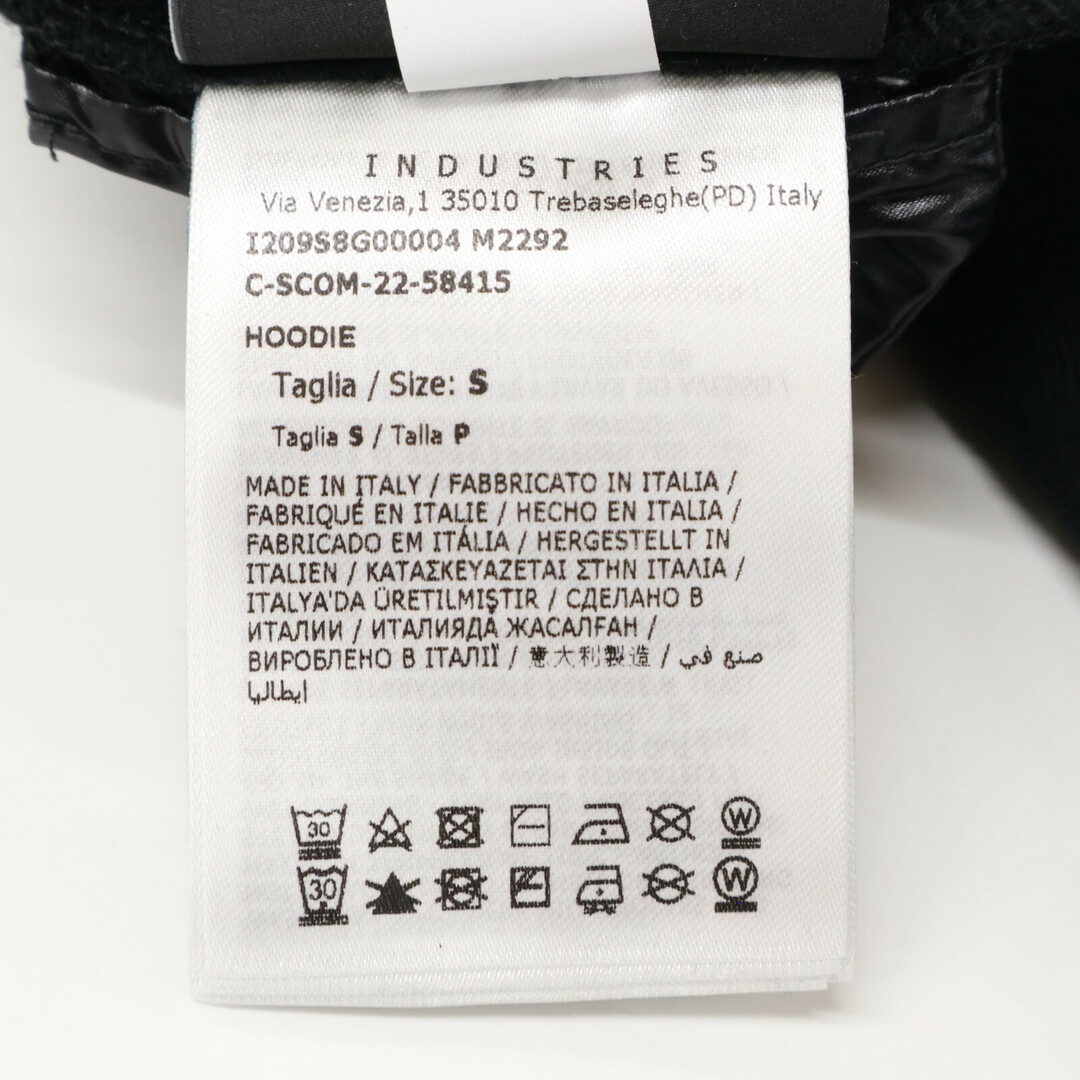 INDUSTRIES
Via Venezia,1 35010 Trebaseleghe(PD) Italy
I209S8G00004 M2292
C-SCOM-22-58415
HOODIE
Taglia / Size: S
Taglia S / Talla P
MADE IN ITALY / FABBRICATO IN ITALIA /
FABRIQUÉ EN ITALIE / HECHO EN ITALIA /
FABRICADO EM ITÁLIA / HERGESTELLT IN
ITALIEN / ΚΑΤΑΣΚΕΥΑΖΕΤΑΙ ΣΤΗΝ ΙΤΑΛΙΑ /
ITALYA'DA ÜRETILMIŞTIR / СДЕЛАНО В
ИТАЛИИ / ИТАЛИЯДА ЖАСАЛҒАН /
ВИРОБЛЕНО В ІТАЛІЇ / 意大利製造 / صنع في
ايطاليا
30 W
30 W